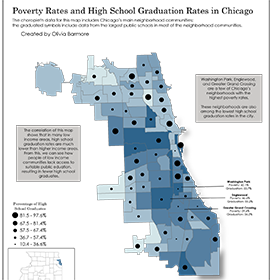 Poverty Rates and High School Graduation Rates in Chicago
The choropleth data for this map includes Chicago's main neighborhood communities;
the graduated symbols include data from the largest public schools in most of the neighborhood communities.
Created by Olivia Barmore
Washington Park, Englewood,
and Greater Grand Crossing
are a few of Chicago's
neighborhoods with the
highest poverty rates.
These neighborhoods are also
among the lowest high school
graduation rates in the city.
The correlation of this map
shows that in many low
income areas, high school
graduation rates are much
lower than higher income areas.
From this, we can see how
people of low income
communities lack access to
suitable public education,
resulting in fewer high school
graduates.
Washington Park
Englewood
Greater Grand Crossing
Percentage of High
School Graduates
81.5 - 97.6%
67.5 - 81.4%
57.5 - 67.4%
36.7 - 57.4%
10.4 - 36.6%